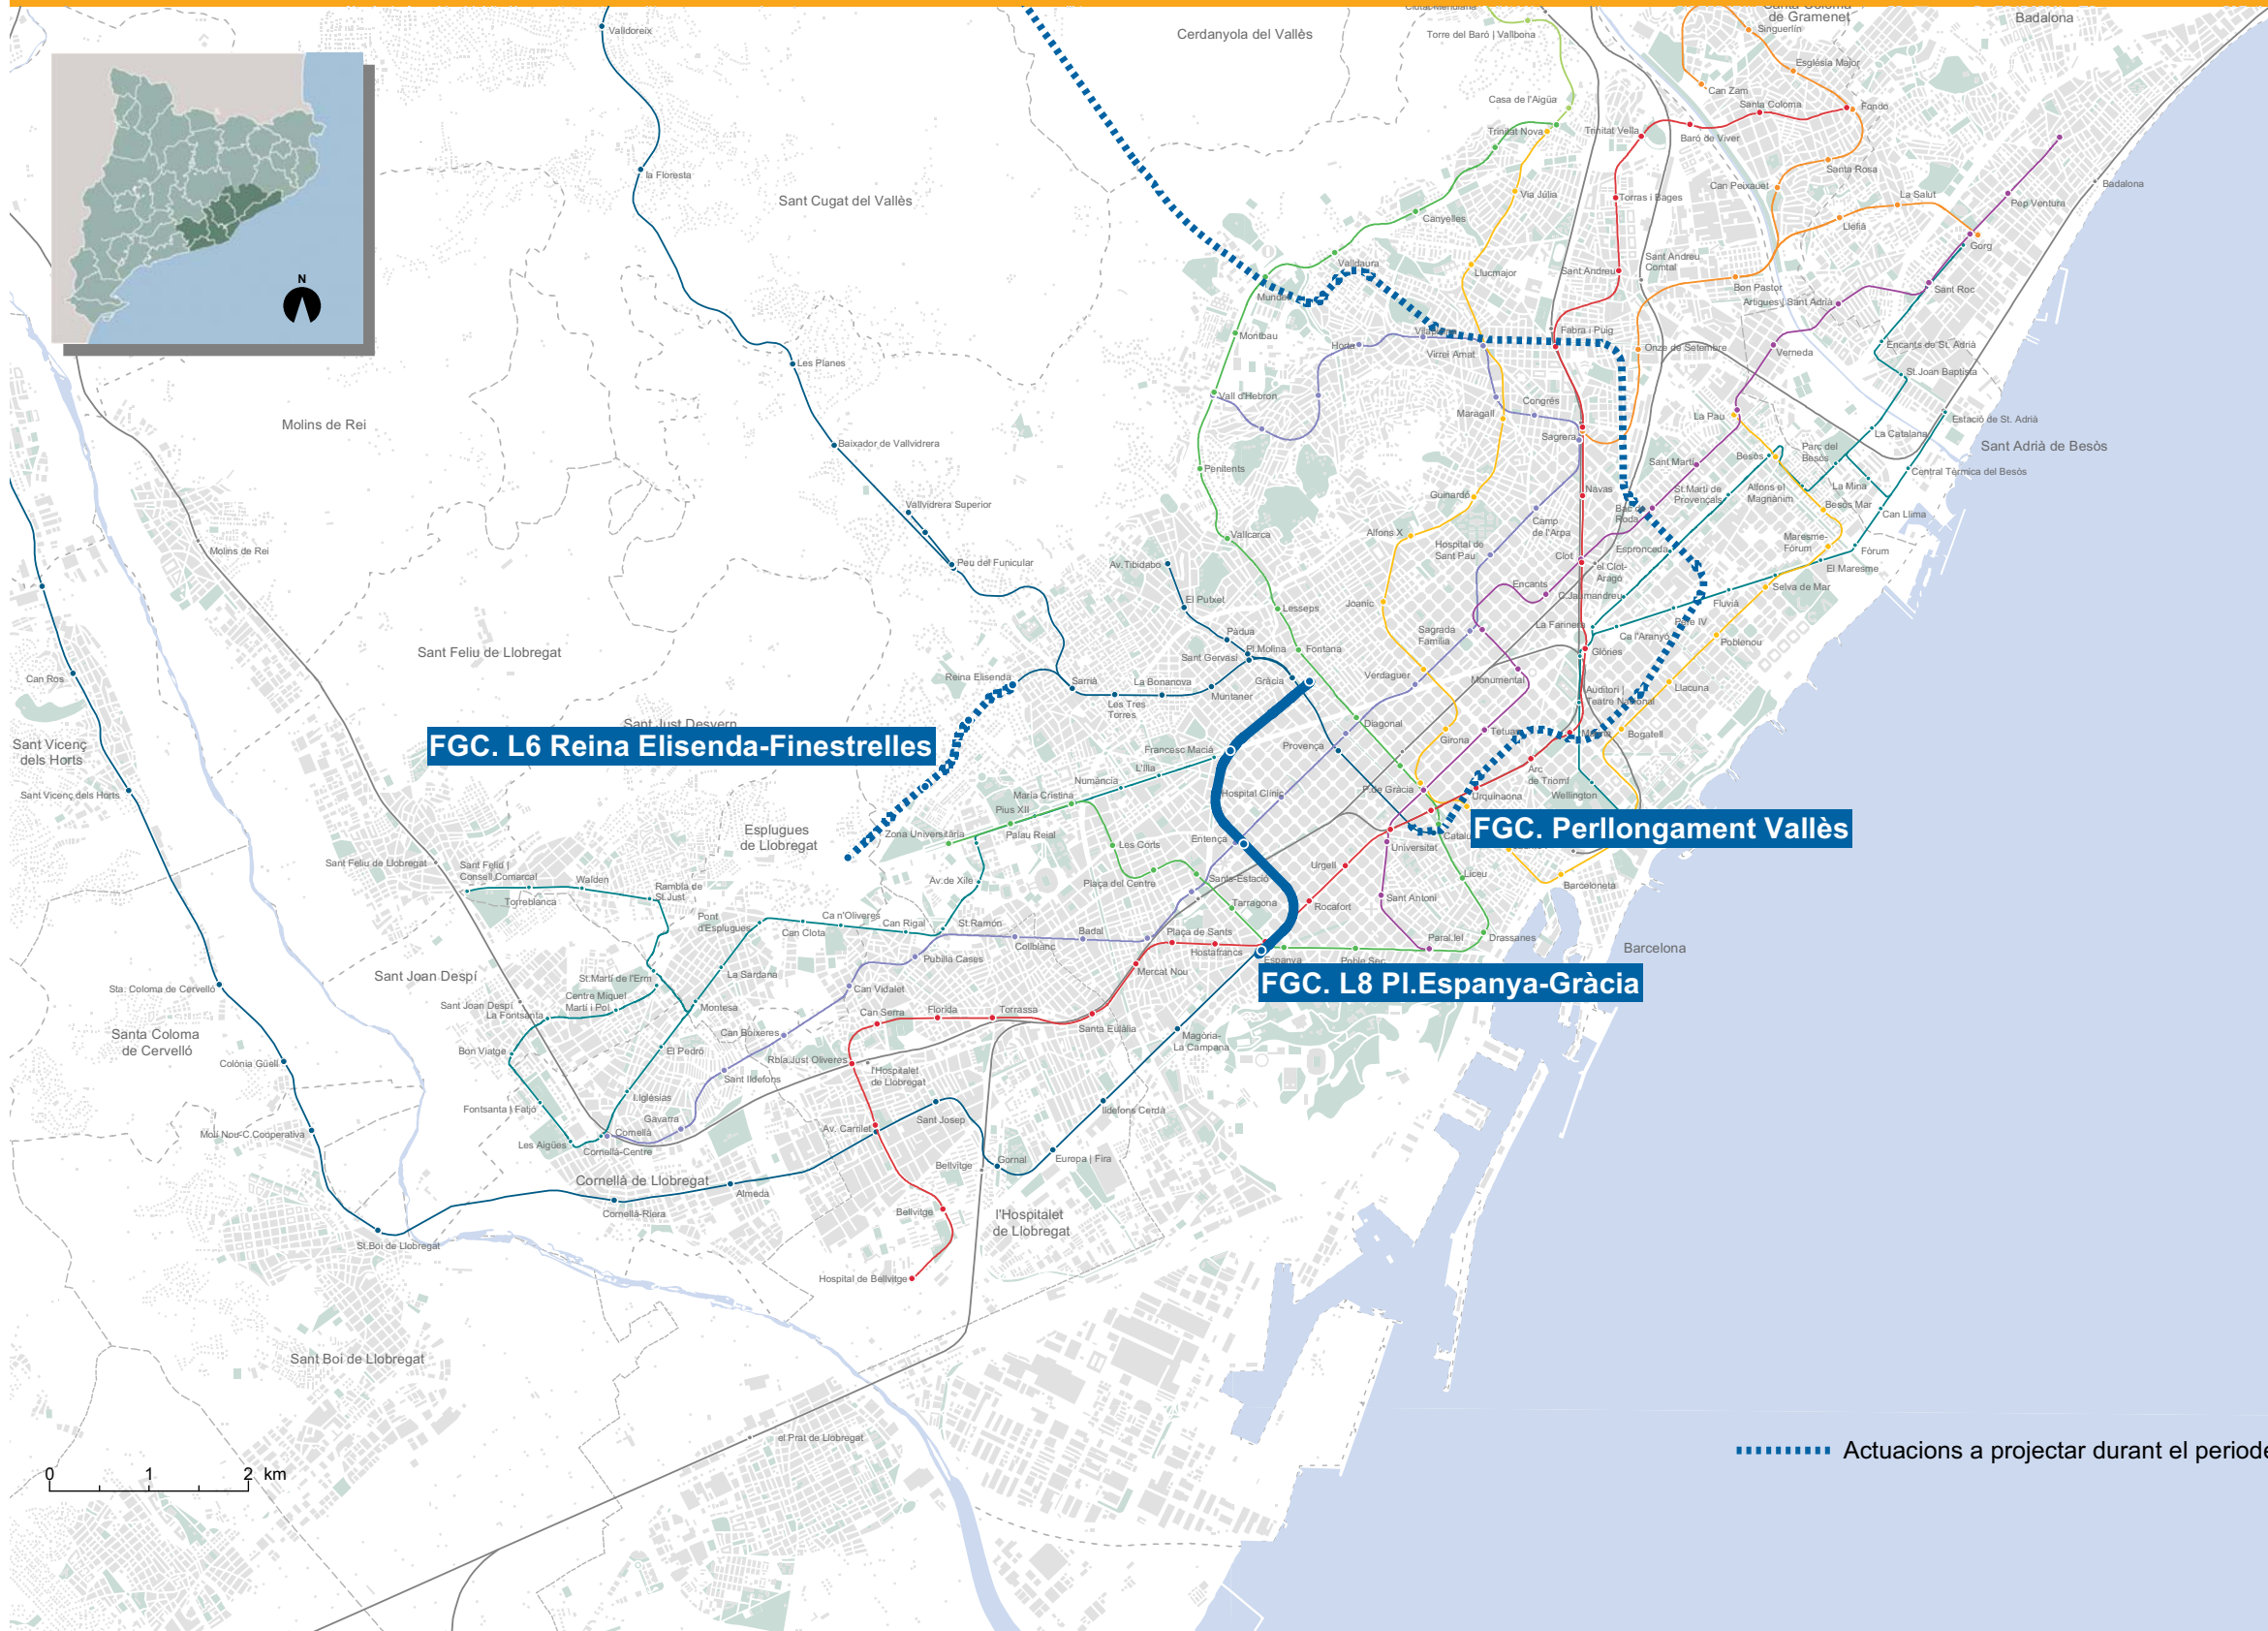 Valldoreix
Cerdanyola del Vallès
Torre del Baró | Vallbona
de Gramenet
Singuerlín
Badalona
Església Major
Can Zam
Casa de l'Aigüa
Santa Coloma
Fondo
Trinitat Nova
Trinitat Vella
Baró de Viver
la Floresta
Santa Rosa
Sant Cugat del Vallès
Can Peixauet
Badalona
Via Júlia
Torras i Bages
La Salut
Pep Ventura
Canyelles
Llefià
Gorg
N
Valldaura
Llucmajor
Sant Andreu
Sant Andreu
Comtal
Bon Pastor
Sant Roc
Artigues | Sant Adrià
Montbau
Horta
Virrei Amat
Fabra i Puig
Onze de Setembre
Verneda
Encants de St. Adrià
Les Planes
St.Joan Baptista
Vall d'Hebron
Congrés
Maragall
La Pau
Estació de St. Adrià
Molins de Rei
Baixador de Vallvidrera
Sagrera
La Catalana
Sant Adrià de Besòs
Parc del
Besòs
Besòs
Penitents
Sant Martí
Central Tèrmica del Besòs
Guinardó
Navas
St.Martí de
Provençals
Alfons el
Magnànim
La Mina
Vallvidrera Superior
Besòs Mar
Can Llima
Bac de
Roda
Camp
de l'Arpa
Alfons X
Vallcarca
Hospital de
Sant Pau
Maresme-
Fòrum
Molins de Rei
Espronceda
Fòrum
Clot
el Clot-
Aragó
El Maresme
Peu del Funicular
Av.Tibidabo
Encants
Selva de Mar
El Putxet
Joanic
C.Jaumandreu
Fluvià
Lesseps
Pere IV
La Farinera
Ca l'Aranyó
Poblenou
Sagrada
Família
Pàdua
Pl.Molina
Fontana
Glòries
Sant Feliu de Llobregat
Sant Gervasi
Can Ros
Reina Elisenda
Sarrià
La Bonanova
Gràcia
Verdaguer
Monumental
Llacuna
Muntaner
Les Tres
Torres
Auditori |
Teatre Nacional
Sant Just Desvern
FGC. L6 Reina Elisenda-Finestrelles
Diagonal
Sant Vicenç
dels Horts
Francesc Macià
Provença
Girona
Tetuan
Bogatell
L'Illa
Arc
de Triomf
Numància
Sant Vicenç dels Horts
Maria Cristina
Hospital Clínic
P.de Gràcia
Urquinaona
Wellington
Pius XII
Palau Reial
Zona Universitària
Esplugues
de Llobregat
FGC. Perllongament Vallès
Les Corts
Entença
Universitat
Sant Feliu de Llobregat
Sant Feliu |
Consell Comarcal
Walden
Rambla de
St.Just
Urgell
Torreblanca
Av.de Xile
Plaça del Centre
Sants-Estació
Liceu
Barceloneta
Tarragona
Rocafort
Sant Antoni
Pont
d'Esplugues
Ca n'Oliveres
Can Rigal
St.Ramón
Can Clota
Collblanc
Badal
Plaça de Sants
Hostafrancs
Paral.lel
Drassanes
Barcelona
Pubilla Cases
Espanya
Poble Sec
Mercat Nou
Sant Joan Despí
St.Martí de l'Erm
La Sardana
Can Vidalet
FGC. L8 Pl.Espanya-Gràcia
Sta. Coloma de Cervelló
Centre Miquel
Martí i Pol
Sant Joan Despí
La Fontsanta
Montesa
Can Serra
Florida
Torrassa
Santa Eulàlia
Magòria-
La Campana
Santa Coloma
de Cervelló
Can Boixeres
Bon Viatge
El Pedró
Colònia Güell
Rbla.Just Oliveres
l'Hospitalet
de Llobregat
Sant Ildefons
Fontsanta | Fatjó
I.Iglésias
Ildefons Cerdà
Gavarra
Sant Josep
Molí Nou-C.Cooperativa
Cornellà
Av. Carrilet
Les Aigües
Cornellà-Centre
Bellvitge
Gornal
Europa | Fira
Cornellà de Llobregat
Almeda
Cornellà-Riera
Bellvitge
l'Hospitalet
de Llobregat
St.Boi de Llobregat
Hospital de Bellvitge
Sant Boi de Llobregat
el Prat de Llobregat
Actuacions a projectar durant el periode
0 1 2 km